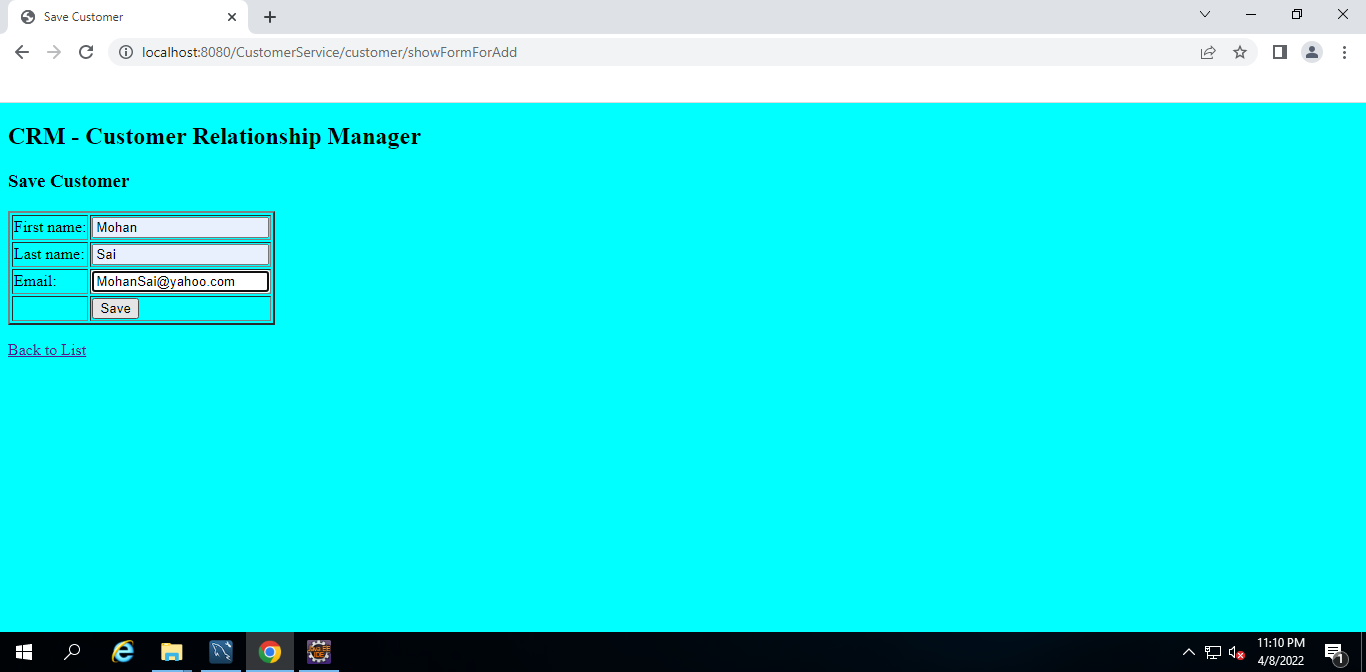 Save Customer
localhost:8080/CustomerService/customer/showFormForAdd
CRM - Customer Relationship Manager
Save Customer
First name: Mohan
Last name: Sai
Email: MohanSai@yahoo.com
Save
Back to List
11:10 PM
4/8/2022
1